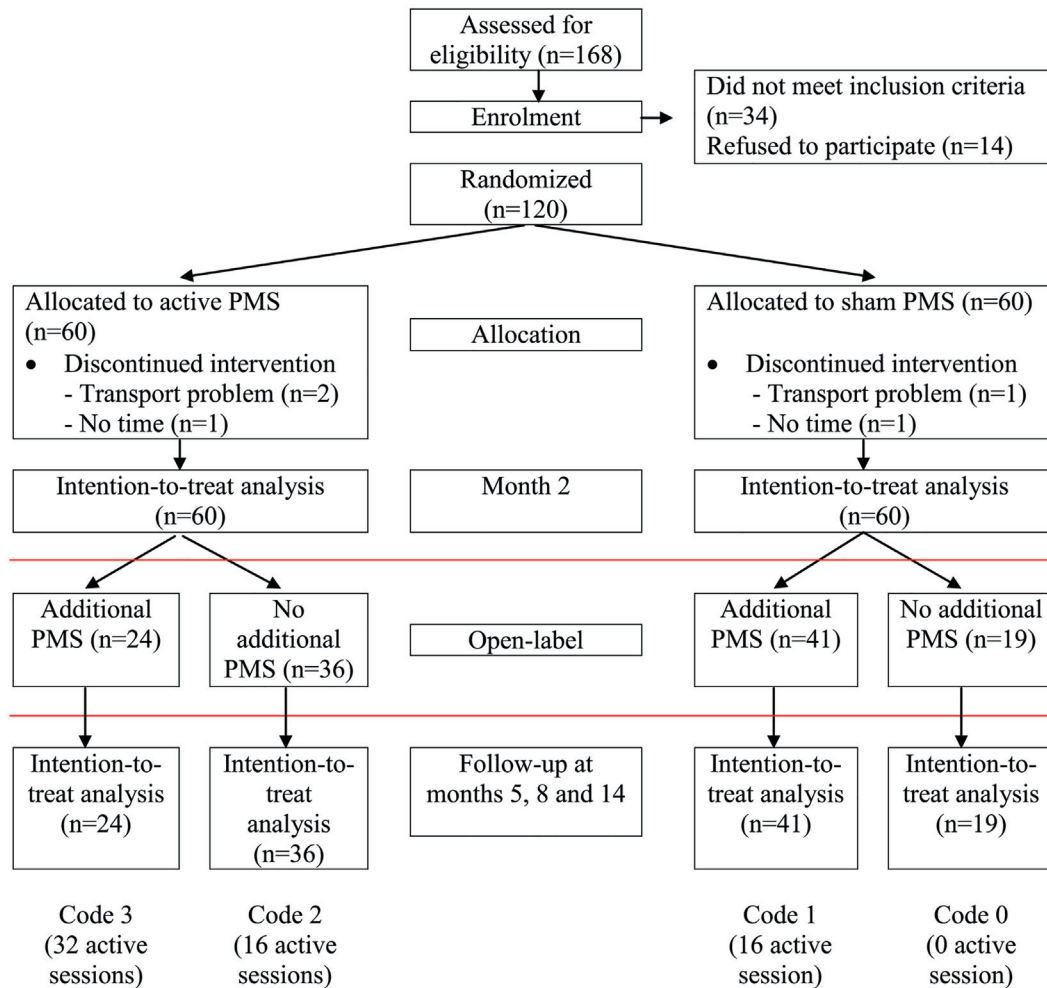 Assessed for
eligibility (n=168)
Enrolment
Did not meet inclusion criteria
(n=34)
Refused to participate (n=14)
Randomized
(n=120)
Allocated to active PMS
(n=60)
• Discontinued intervention
- Transport problem (n=2)
- No time (n=1)
Allocation
Allocated to sham PMS (n=60)
• Discontinued intervention
- Transport problem (n=1)
- No time (n=1)
Intention-to-treat analysis
(n=60)
Month 2
Intention-to-treat analysis
(n=60)
Additional
PMS (n=24)
No
additional
PMS (n=36)
Open-label
Additional
PMS (n=41)
No additional
PMS (n=19)
Intention-to-
treat analysis
(n=24)
Intention-to-
treat
analysis
(n=36)
Follow-up at
months 5, 8 and 14
Intention-to-
treat analysis
(n=41)
Intention-to-
treat analysis
(n=19)
Code 3
(32 active
sessions)
Code 2
(16 active
sessions)
Code 1
(16 active
session)
Code 0
(0 active
session)